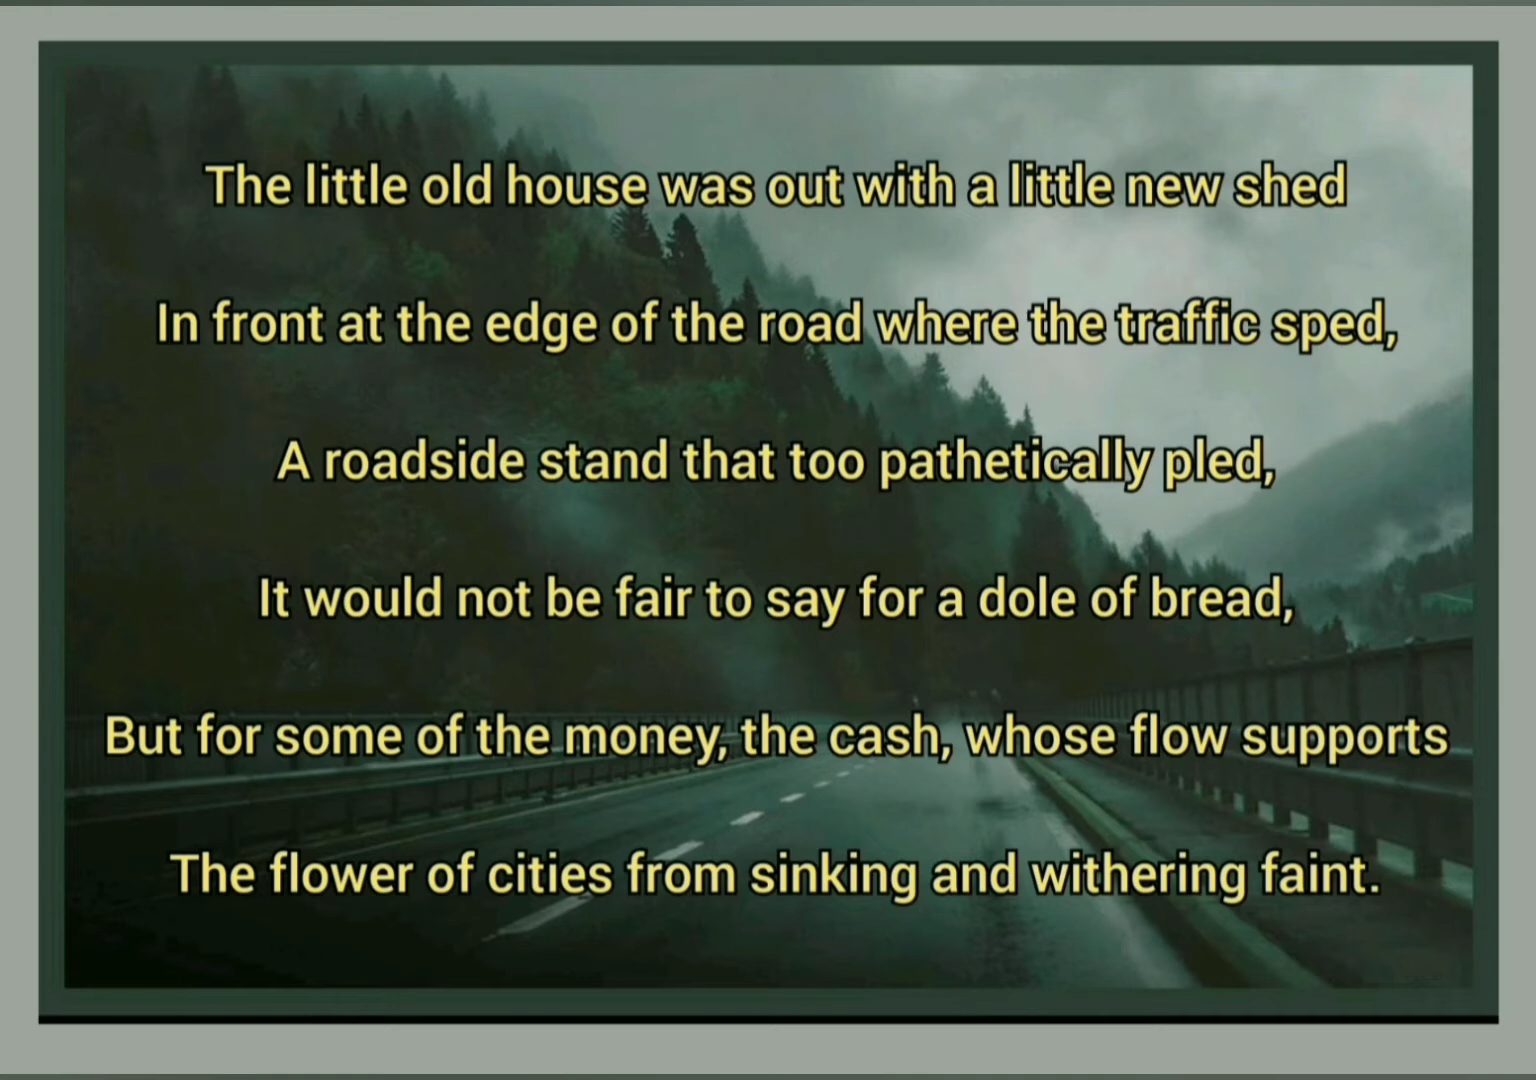 The little old house was out with a little new shed
In front at the edge of the road where the traffic sped,
A roadside stand that too pathetically pled,
It would not be fair to say for a dole of bread,
But for some of the money, the cash, whose flow supports
The flower of cities from sinking and withering faint.